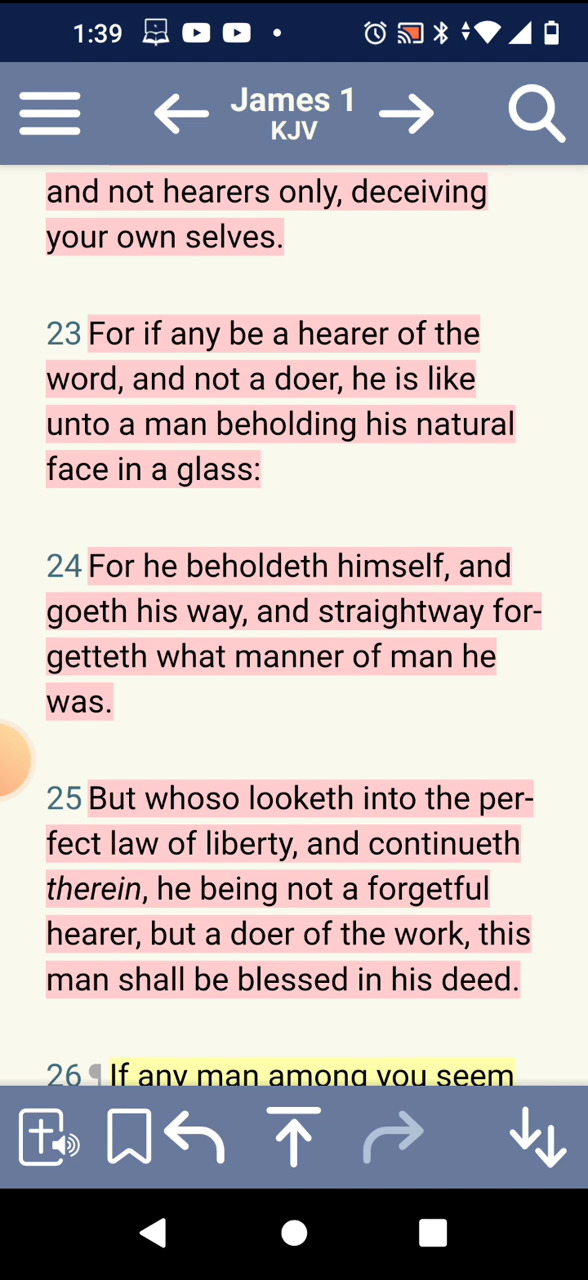 1:39
James 1
KJV
and not hearers only, deceiving
your own selves.
23 For if any be a hearer of the
word, and not a doer, he is like
unto a man beholding his natural
face in a glass:
24 For he beholdeth himself, and
goeth his way, and straightway for-
getteth what manner of man he
was.
25 But whoso looketh into the per-
fect law of liberty, and continueth
therein, he being not a forgetful
hearer, but a doer of the work, this
man shall be blessed in his deed.
26 ¶ If any man among you seem